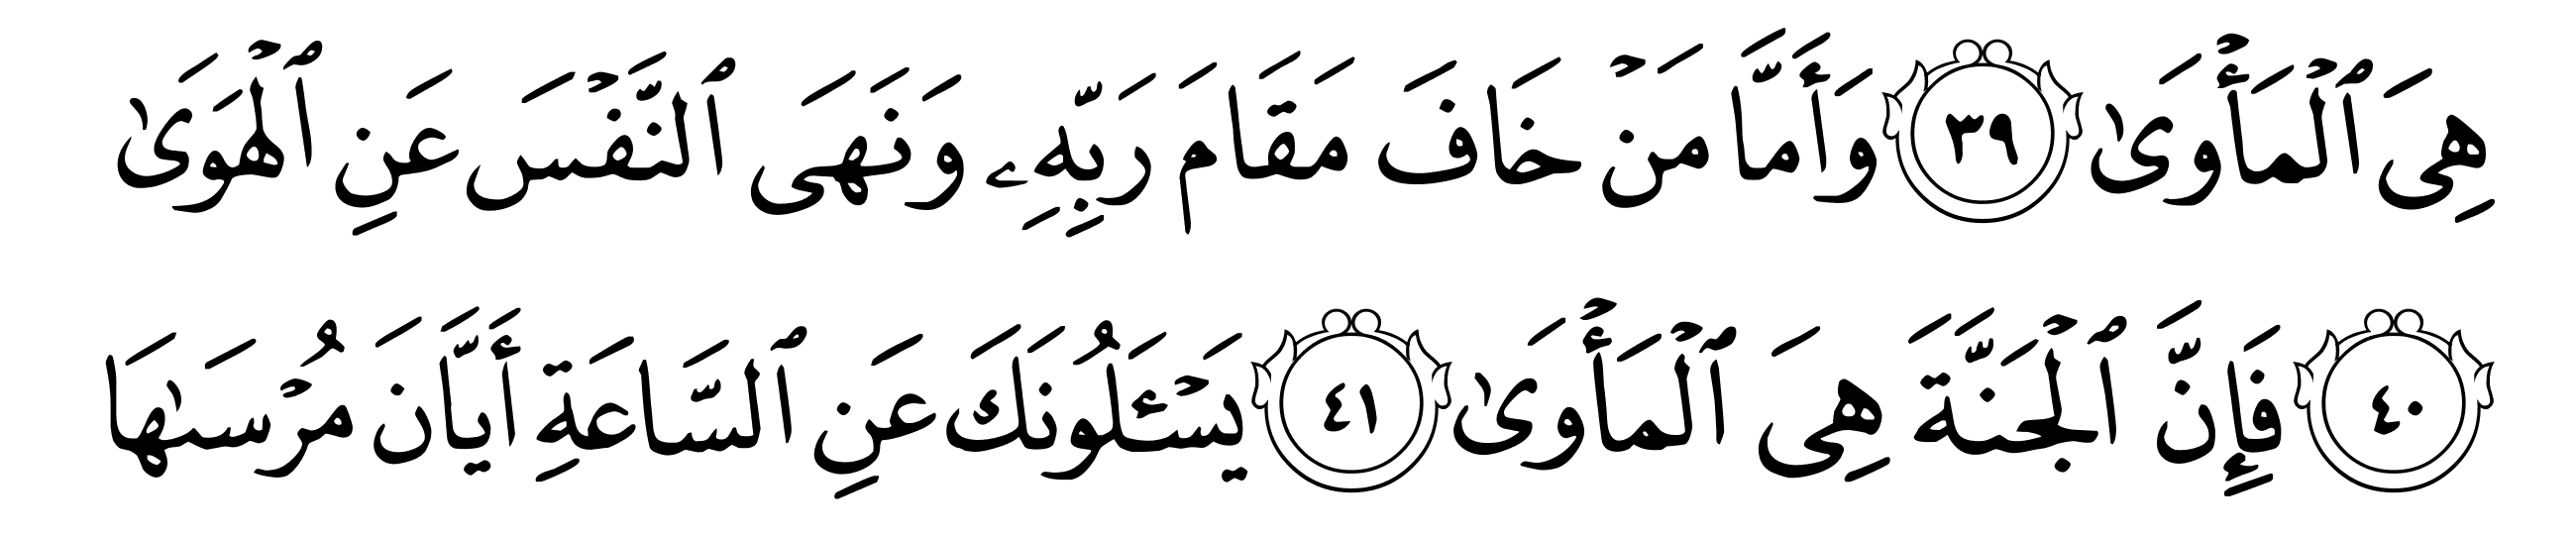 هِيَ ٱلْمَأْوَىٰ ٣٩ وَأَمَّا مَنْ خَافَ مَقَامَ رَبِّهِۦ وَنَهَى ٱلنَّفْسَ عَنِ ٱلْهَوَىٰ
٤٠ فَإِنَّ ٱلْجَنَّةَ هِيَ ٱلْمَأْوَىٰ ٤١ يَسْـَٔلُونَكَ عَنِ ٱلسَّاعَةِ أَيَّانَ مُرْسَىٰهَا